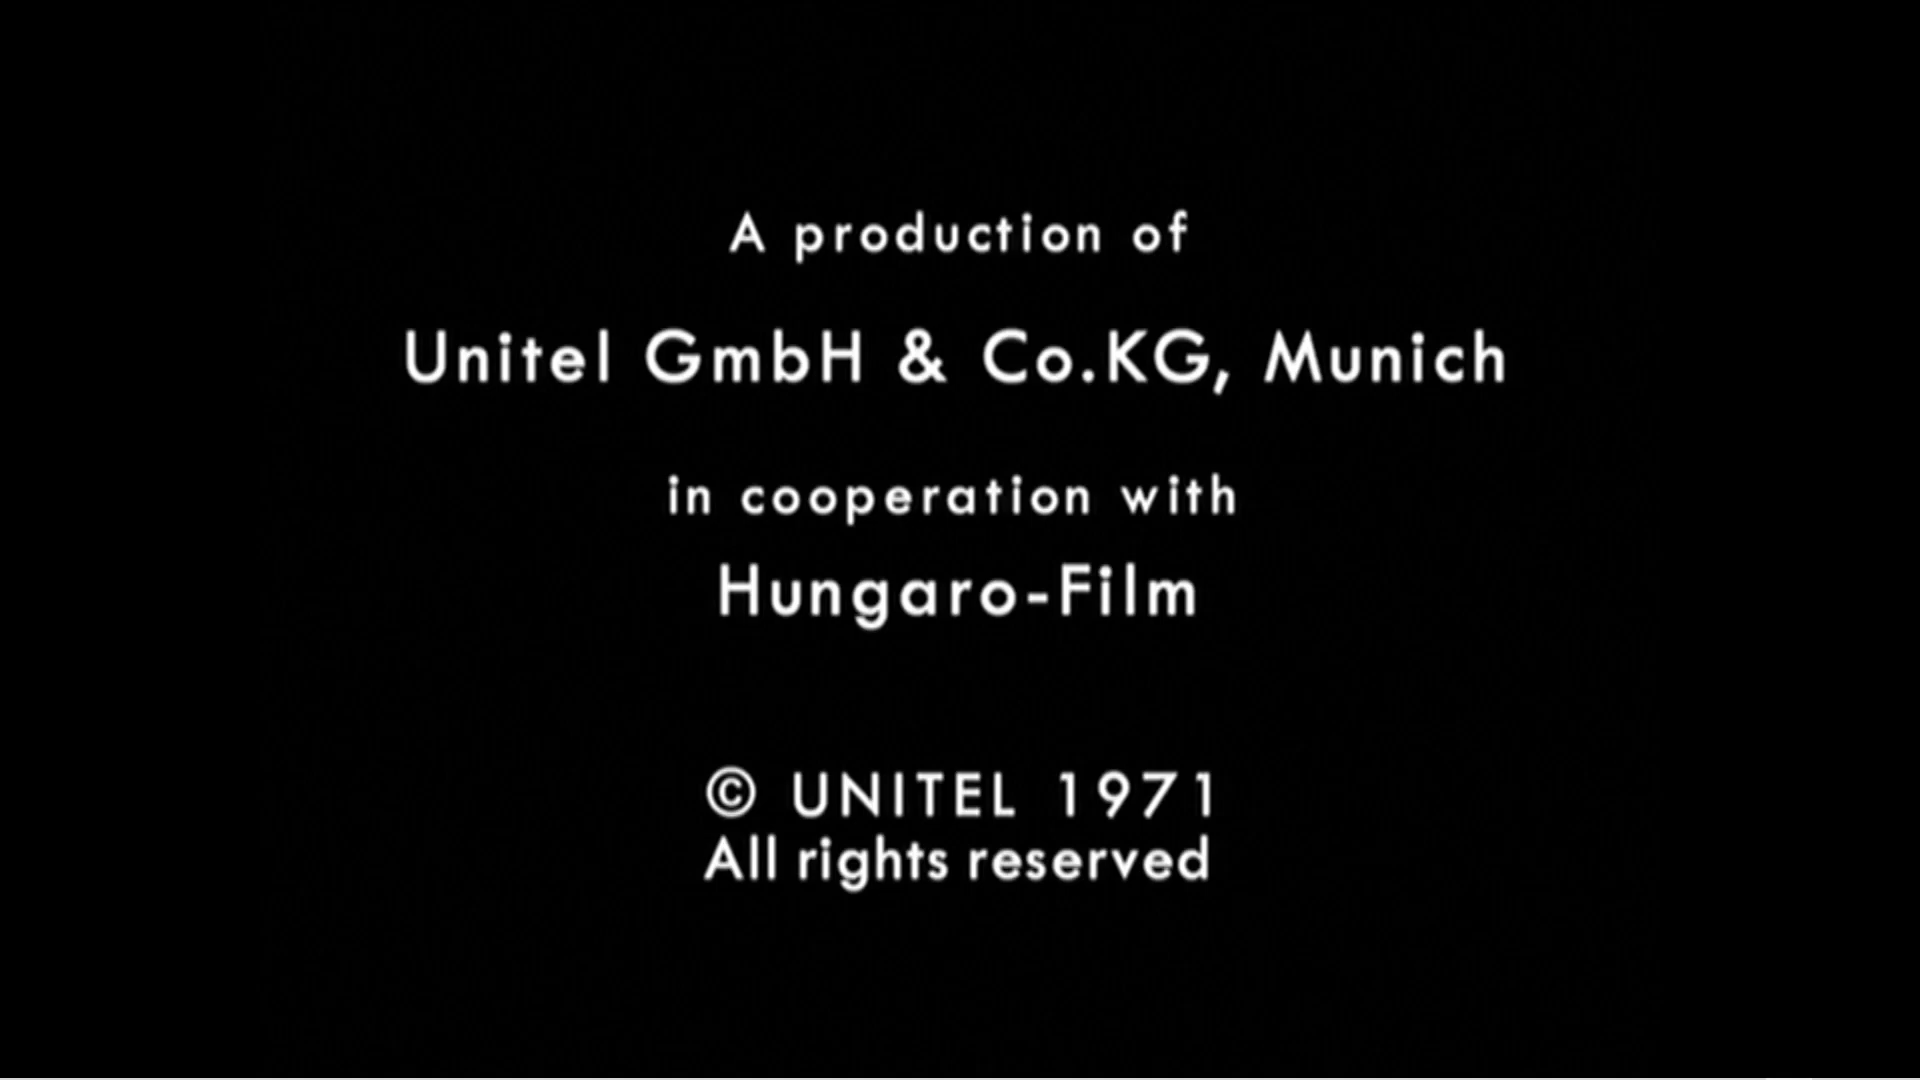 A production of
Unitel GmbH & Co.KG, Munich
in cooperation with
Hungaro-Film
© UNITEL 1971
All rights reserved